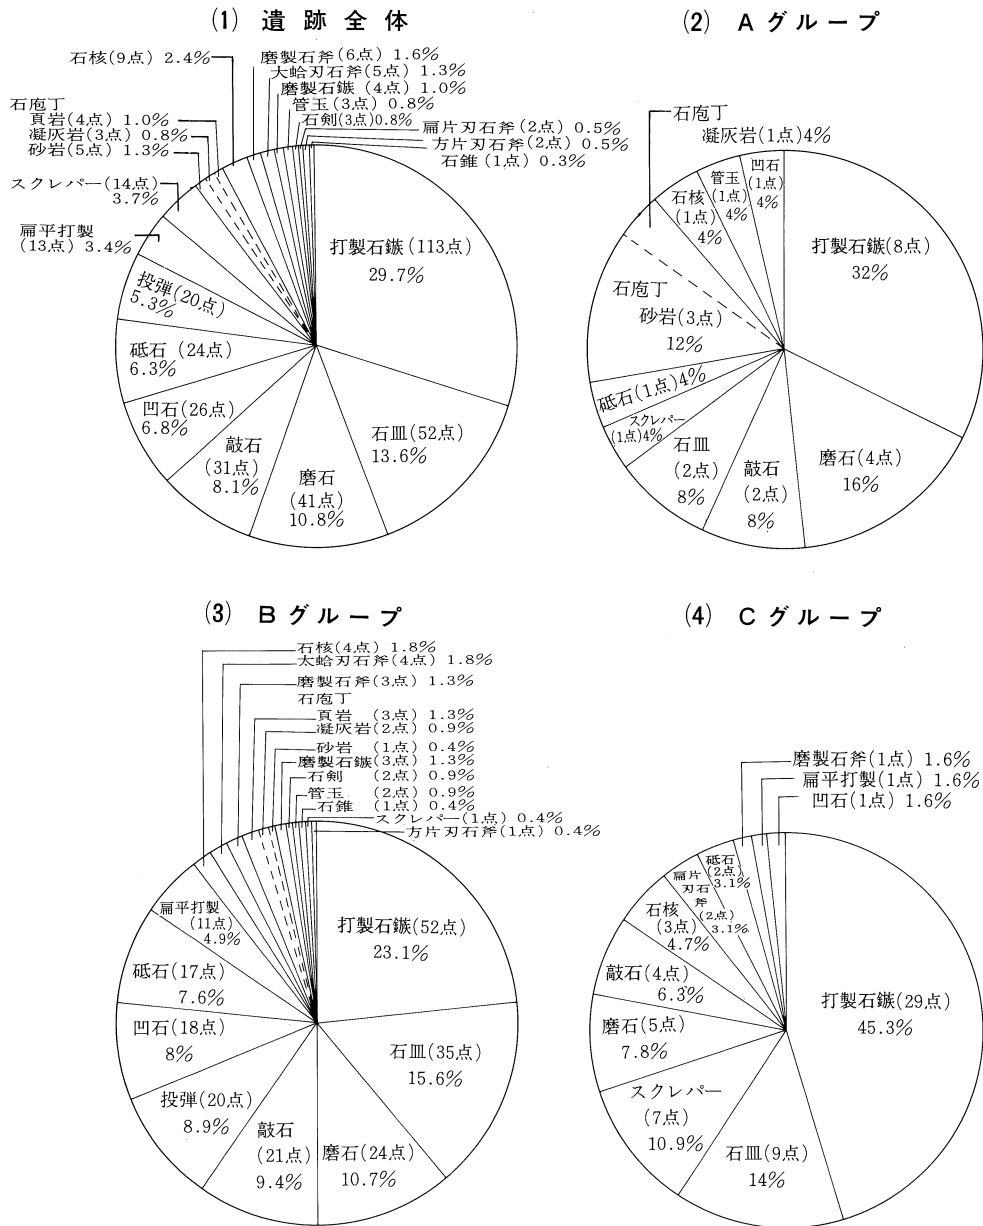 (1) 遺跡全体
石核(9点) 2.4%
磨製石斧(6点) 1.6%
大蛤刃石斧(5点) 1.3%
磨製石鏃(4点) 1.0%
管玉(3点) 0.8%
石剣(3点)0.8%
扁片刃石斧(2点) 0.5%
方片刃石斧(2点) 0.5%
石錐(1点) 0.3%
石庖丁
頁岩(4点) 1.0%
凝灰岩(3点) 0.8%
砂岩(5点) 1.3%
スクレパー(14点)
3.7%
扁平打製
(13点) 3.4%
投弾(20点)
5.3%
砥石(24点)
6.3%
凹石(26点)
6.8%
敲石
(31点)
8.1%
磨石
(41点)
10.8%
石皿(52点)
13.6%
打製石鏃(113点)
29.7%
(2) Aグループ
石庖丁
凝灰岩(1点)4%
石核
(1点)
4%
管玉
(1点)
4%
凹石
(1点)
4%
打製石鏃(8点)
32%
石庖丁
砂岩(3点)
12%
砥石(1点)4%
スクレパー
(1点)4%
石皿
(2点)
8%
敲石
(2点)
8%
磨石(4点)
16%
(3) Bグループ
石核(4点) 1.8%
太蛤刃石斧(4点) 1.8%
磨製石斧(3点) 1.3%
石庖丁
頁岩 (3点) 1.3%
凝灰岩(2点) 0.9%
砂岩 (1点) 0.4%
磨製石鏃(3点) 1.3%
石剣 (2点) 0.9%
管玉 (2点) 0.9%
石錐 (1点) 0.4%
スクレパー(1点) 0.4%
方片刃石斧(1点) 0.4%
扁平打製
(11点)
4.9%
砥石(17点)
7.6%
凹石(18点)
8%
投弾(20点)
8.9%
敲石
(21点)
9.4%
磨石(24点)
10.7%
石皿(35点)
15.6%
打製石鏃(52点)
23.1%
(4) Cグループ
磨製石斧(1点) 1.6%
扁平打製(1点) 1.6%
凹石(1点) 1.6%
砥石
(2点)
3.1%
扁片
刃石
斧
(2点)
3.1%
石核
(3点)
4.7%
敲石(4点)
6.3%
磨石(5点)
7.8%
スクレパー
(7点)
10.9%
石皿(9点)
14%
打製石鏃(29点)
45.3%